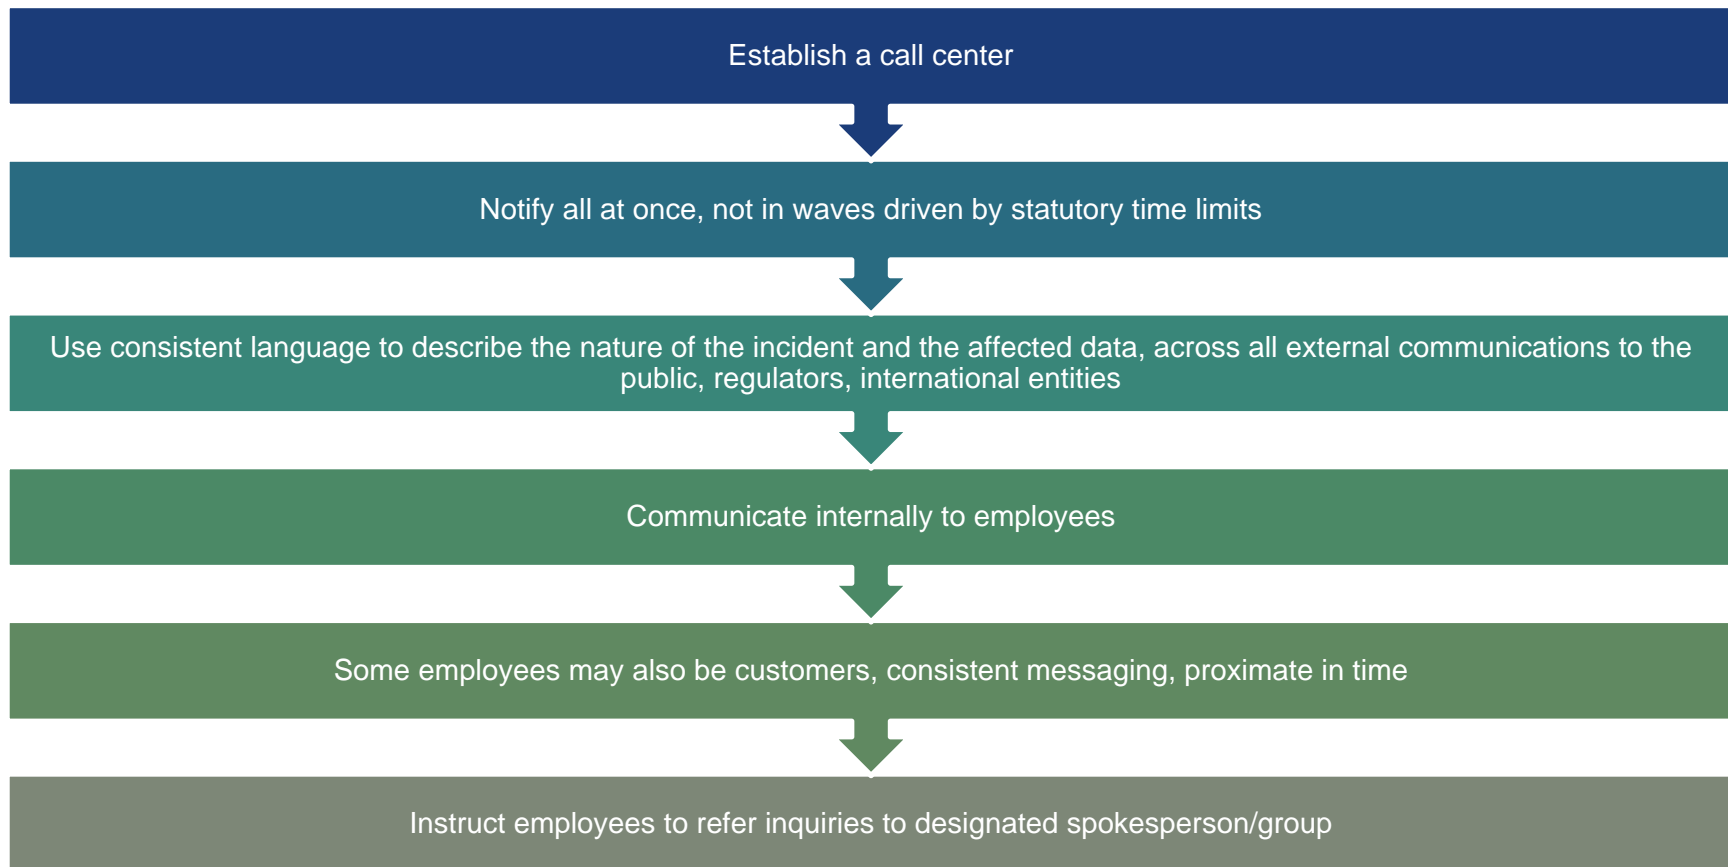 Establish a call center
Notify all at once, not in waves driven by statutory time limits
Use consistent language to describe the nature of the incident and the affected data, across all external communications to the
public, regulators, international entities
Communicate internally to employees
Some employees may also be customers, consistent messaging, proximate in time
Instruct employees to refer inquiries to designated spokesperson/group